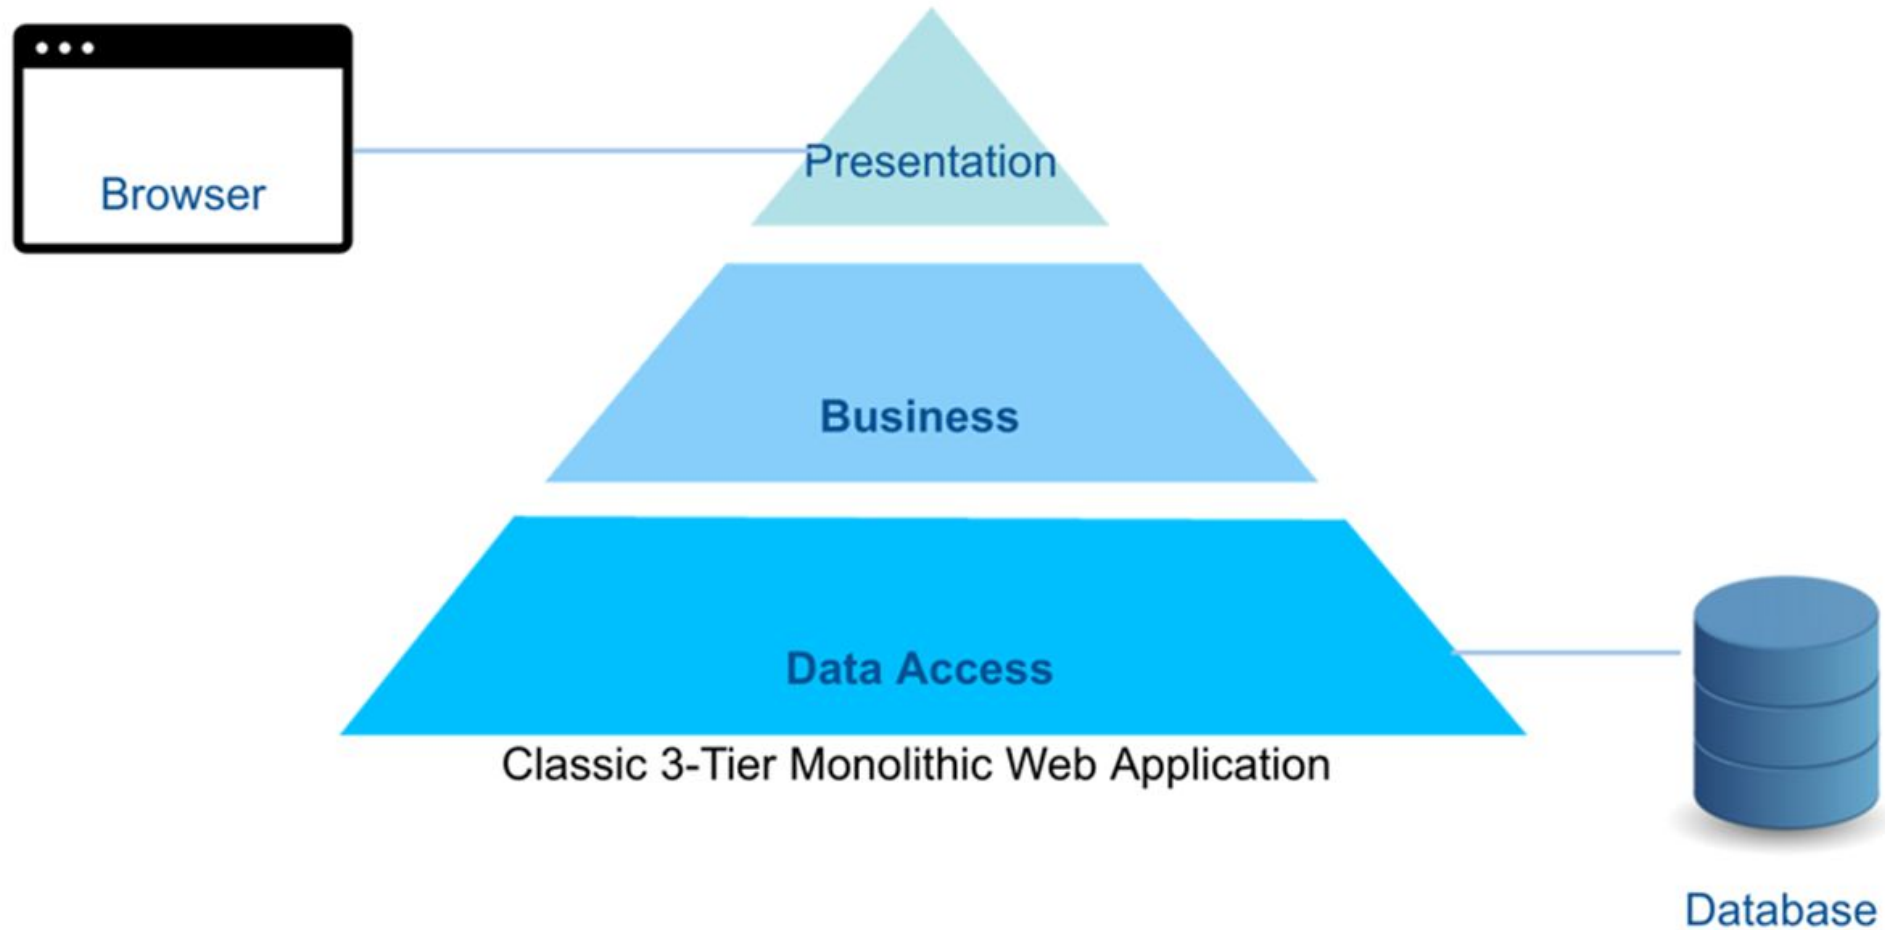 Browser
Presentation
Business
Data Access
Classic 3-Tier Monolithic Web Application
Database